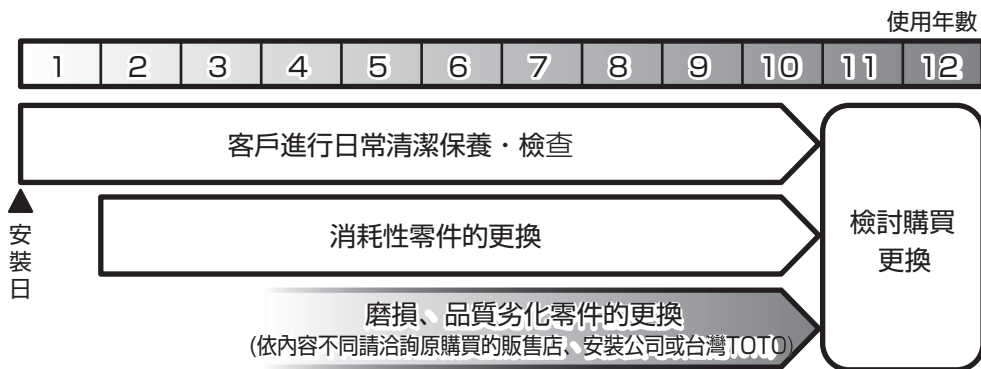 使用年數
1 2 3 4 5 6 7 8 9 10 11 12
客戶進行日常清潔保養・檢查
安裝日
消耗性零件的更換
檢討購買
更換
磨損、品質劣化零件的更換
(依內容不同請洽詢原購買的販售店、安裝公司或台灣TOTO)